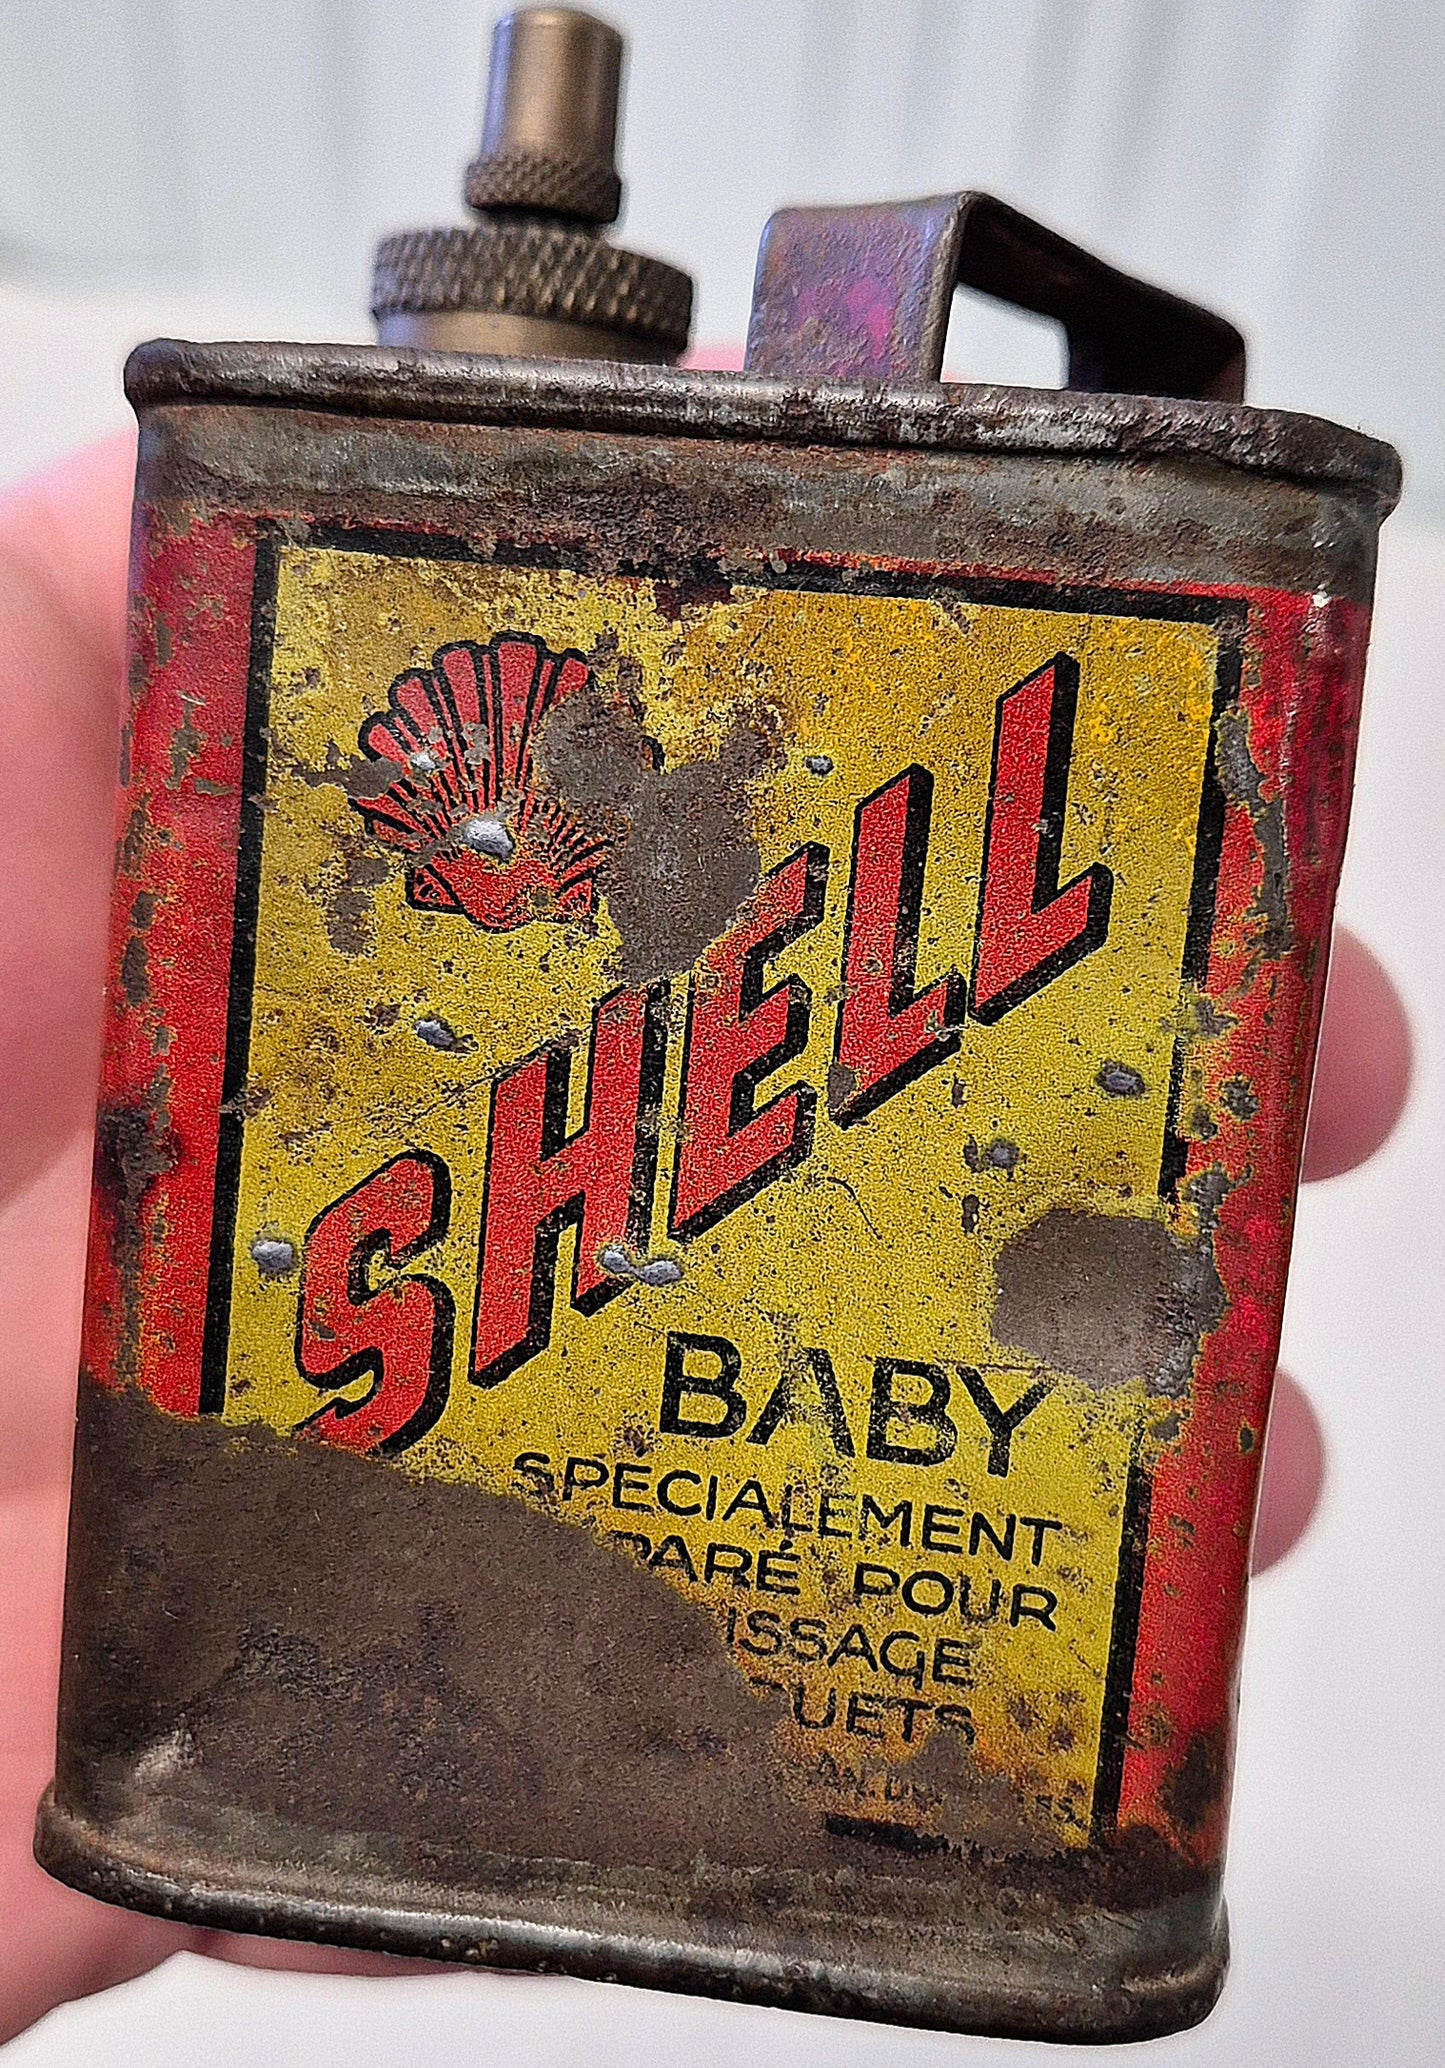 SHELL
BABY
SPECIALEMENT
PARÉ POUR
ISSAGE
UETS